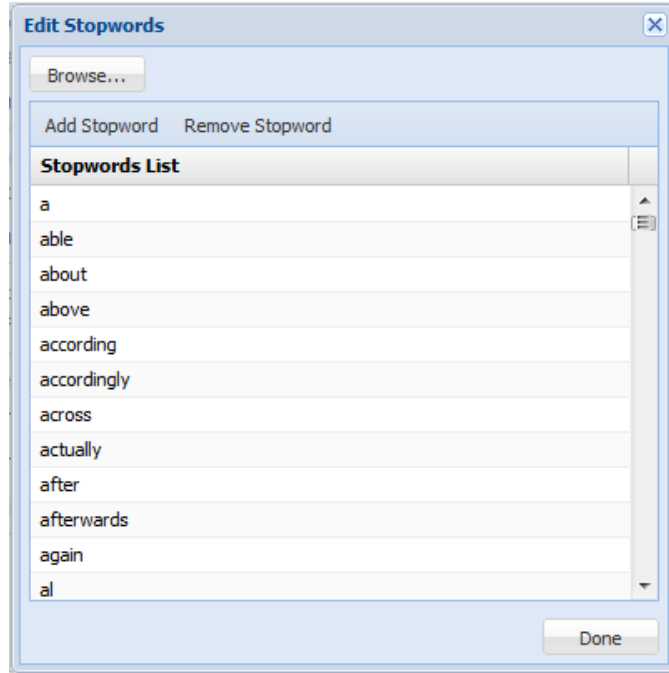 Edit Stopwords
Browse...
Add Stopword Remove Stopword
Stopwords List
a
able
about
above
according
accordingly
across
actually
after
afterwards
again
al
Done